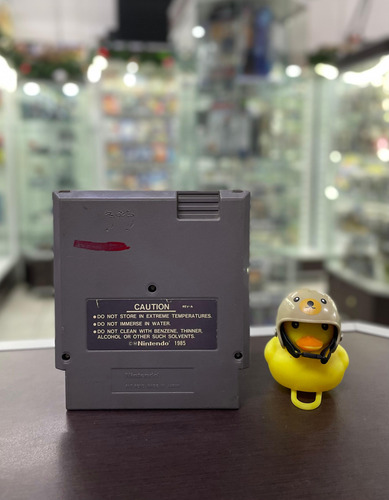 CAUTION
REV-A
• DO NOT STORE IN EXTREME TEMPERATURES.
• DO NOT IMMERSE IN WATER.
• DO NOT CLEAN WITH BENZENE, THINNER,
ALCOHOL OR OTHER SUCH SOLVENTS.
©Nintendo 1985